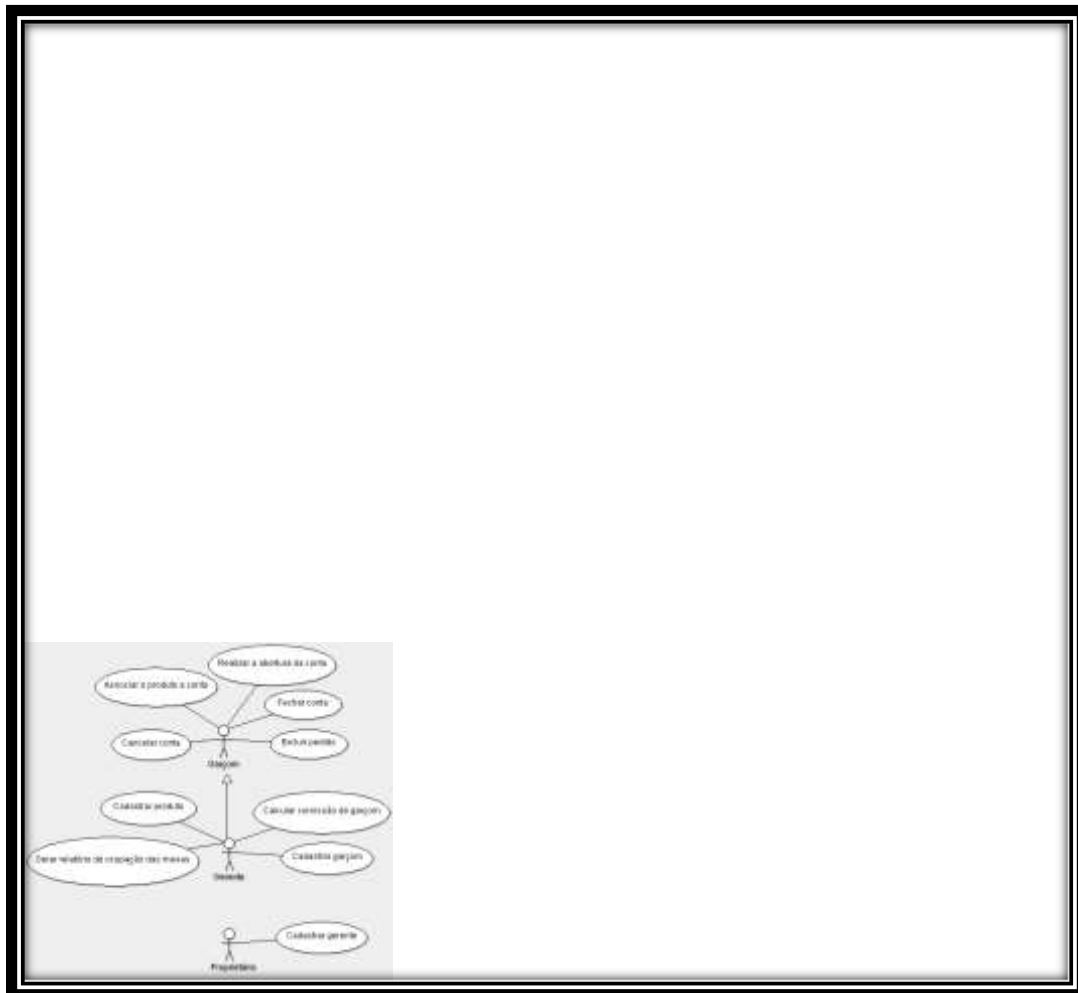 Realizar a abertura da conta
Associar o produto a conta
Fechar conta
Cancelar conta
Excluir pedido
Garçom
Cadastrar produto
Calcular comissão do garçom
Gerar relatório de ocupação das mesas
Cadastrar garçom
Gerente
Cadastrar gerente
Proprietário